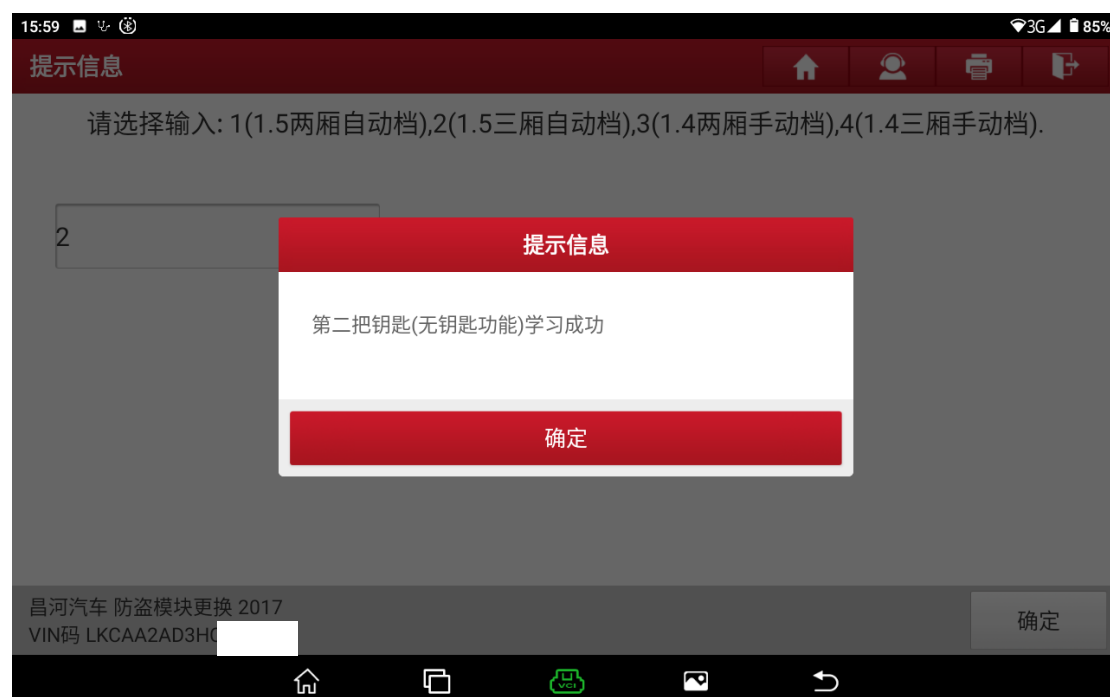 15:59
3G 85%
提示信息
请选择输入: 1(1.5两厢自动档),2(1.5三厢自动档),3(1.4两厢手动档),4(1.4三厢手动档).
2
提示信息
第二把钥匙(无钥匙功能)学习成功
确定
昌河汽车 防盗模块更换 2017
VIN码 LKCAA2AD3H
确定
VCI